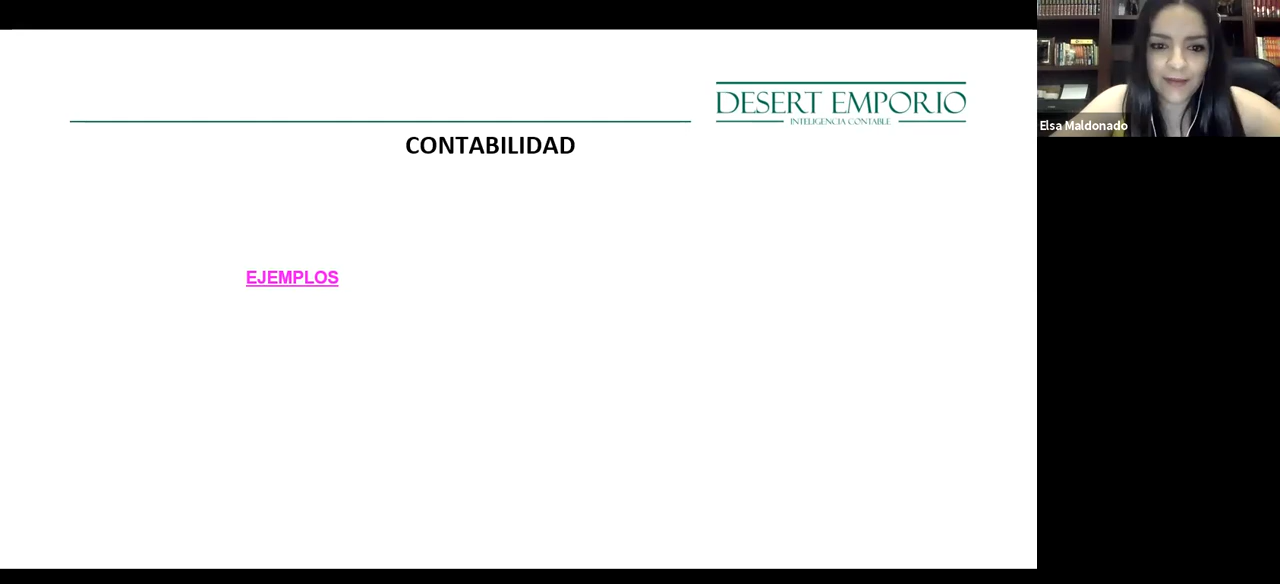 DESERT EMPORIO
INTELIGENCIA CONTABLE
CONTABILIDAD
EJEMPLOS
Elsa Maldonado